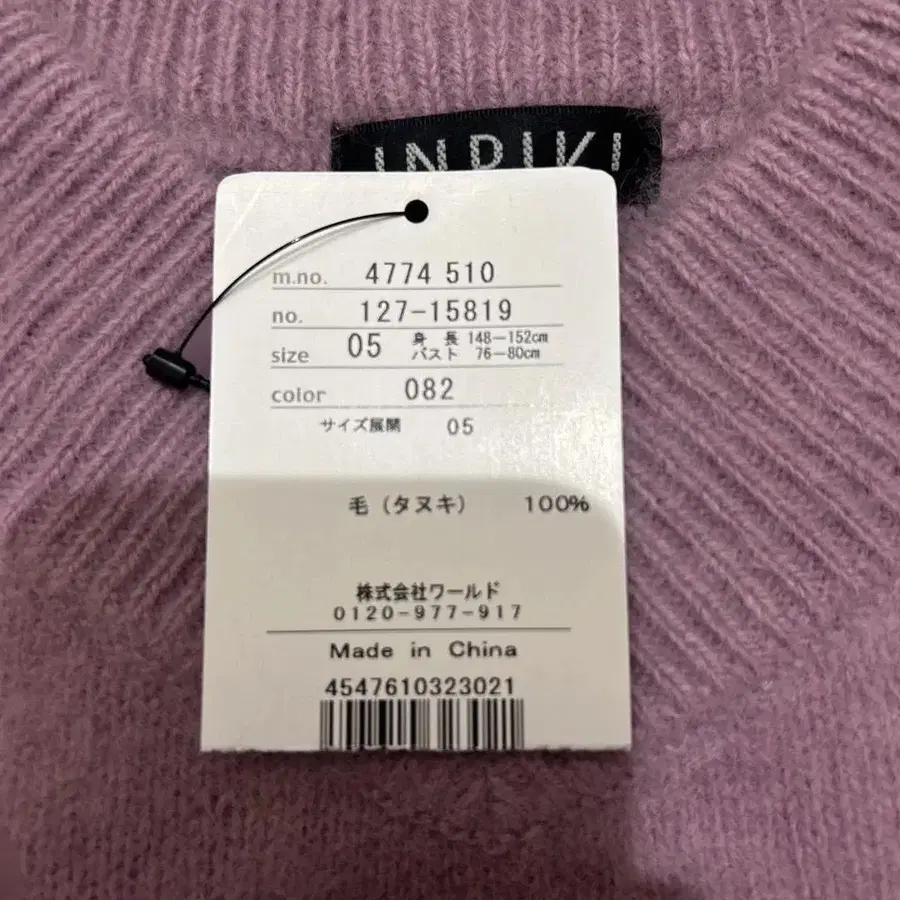 m.no. 4774 510
no. 127-15819
size 05 身長 148-152cm
バスト 76-80cm
color 082
サイズ展開 05
毛(タヌキ) 100%
株式会社ワールド
0120-977-917
Made in China
4547610323021